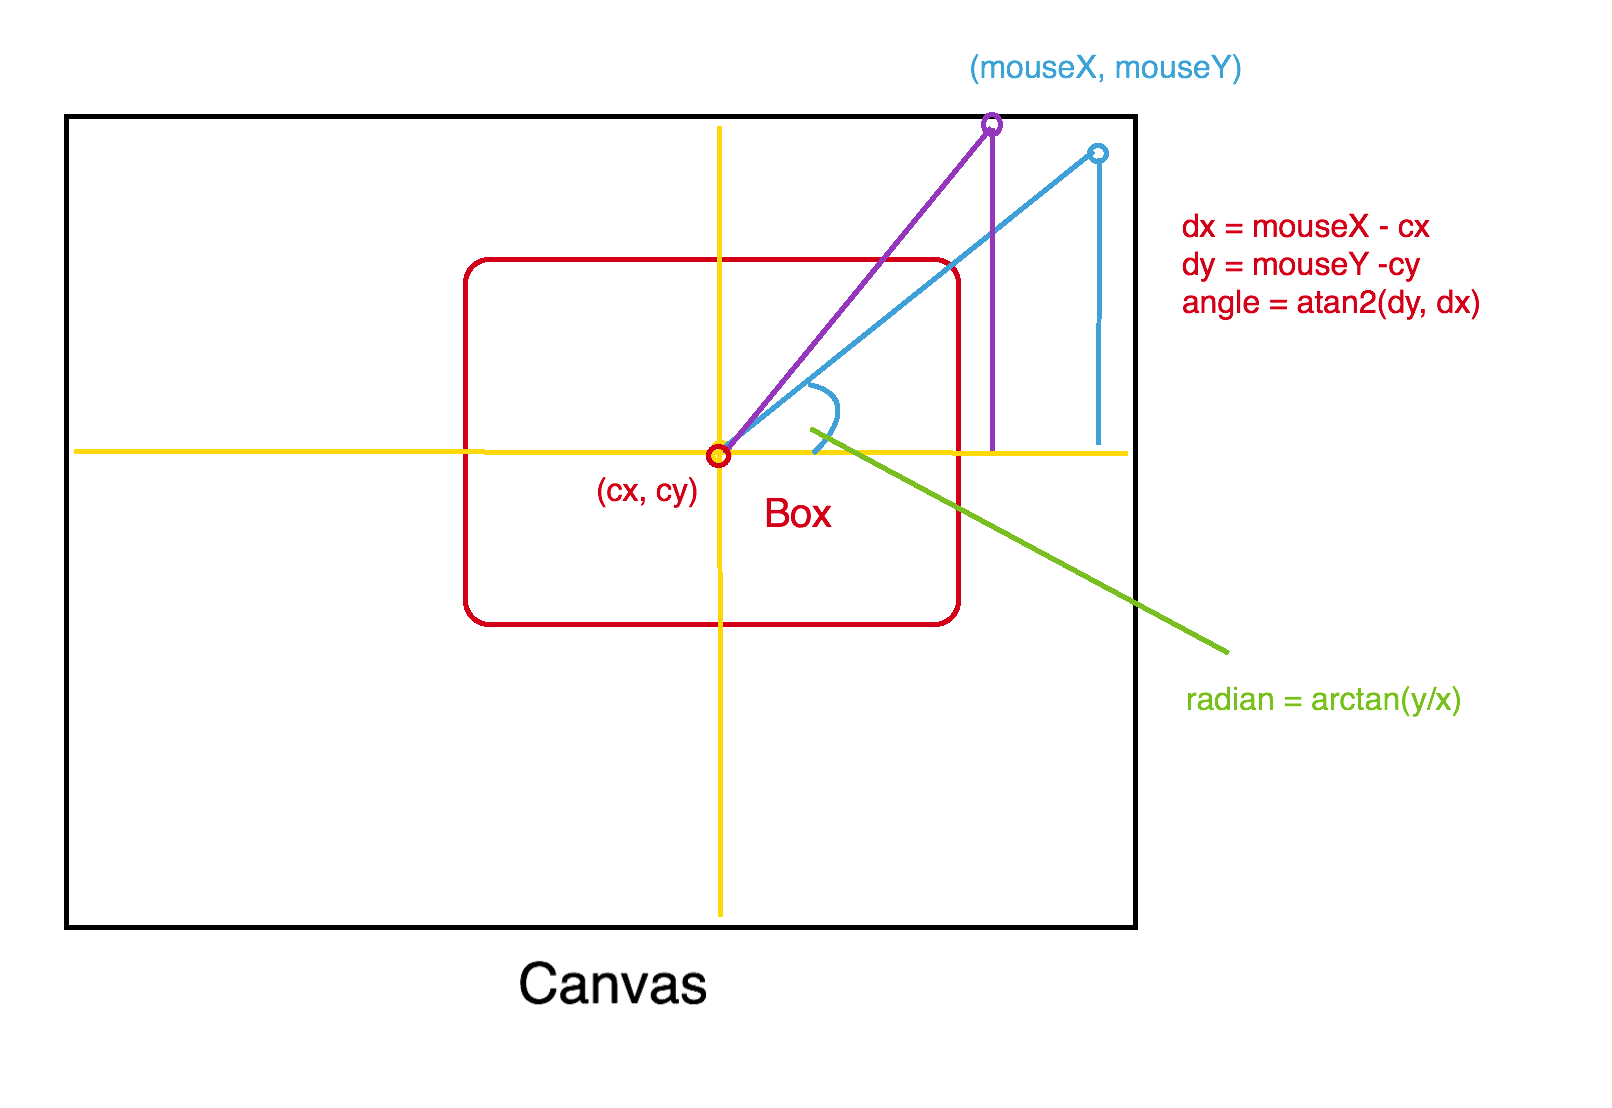 (mouseX, mouseY)
dx = mouseX - cx
dy = mouseY -cy
angle = atan2(dy, dx)
(cx, cy)
Box
radian = arctan(y/x)
Canvas